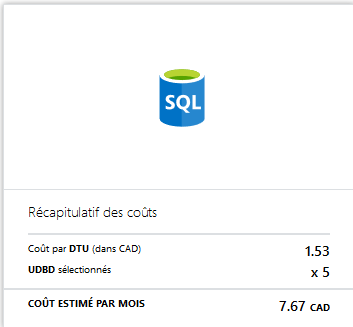 SQL
Récapitulatif des coûts
Coût par DTU (dans CAD) 1.53
UDBD sélectionnés x 5
COÛT ESTIMÉ PAR MOIS 7.67 CAD